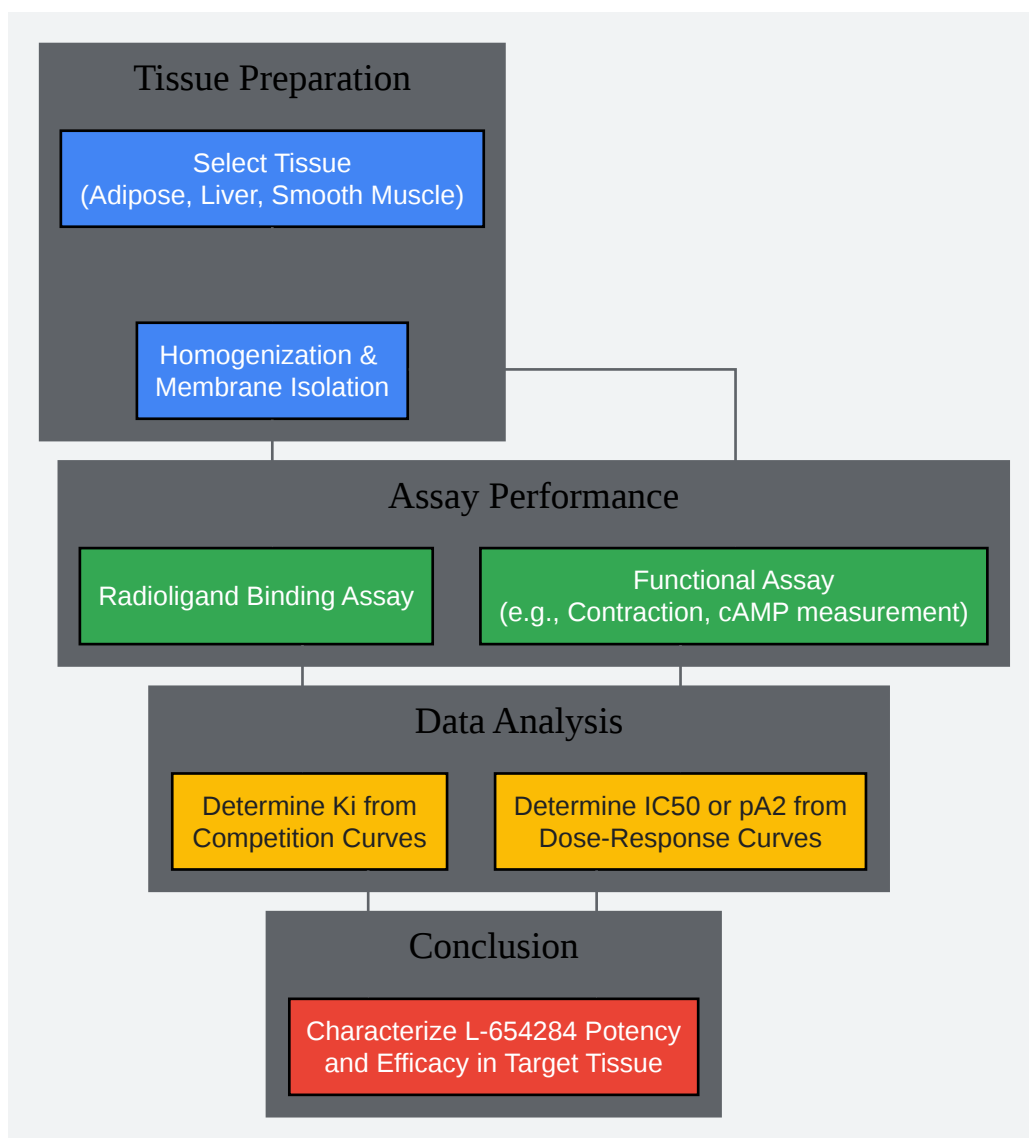 Tissue Preparation
Select Tissue
(Adipose, Liver, Smooth Muscle)
Homogenization &
Membrane Isolation
Assay Performance
Radioligand Binding Assay
Functional Assay
(e.g., Contraction, cAMP measurement)
Data Analysis
Determine Ki from
Competition Curves
Determine IC50 or pA2 from
Dose-Response Curves
Conclusion
Characterize L-654284 Potency
and Efficacy in Target Tissue